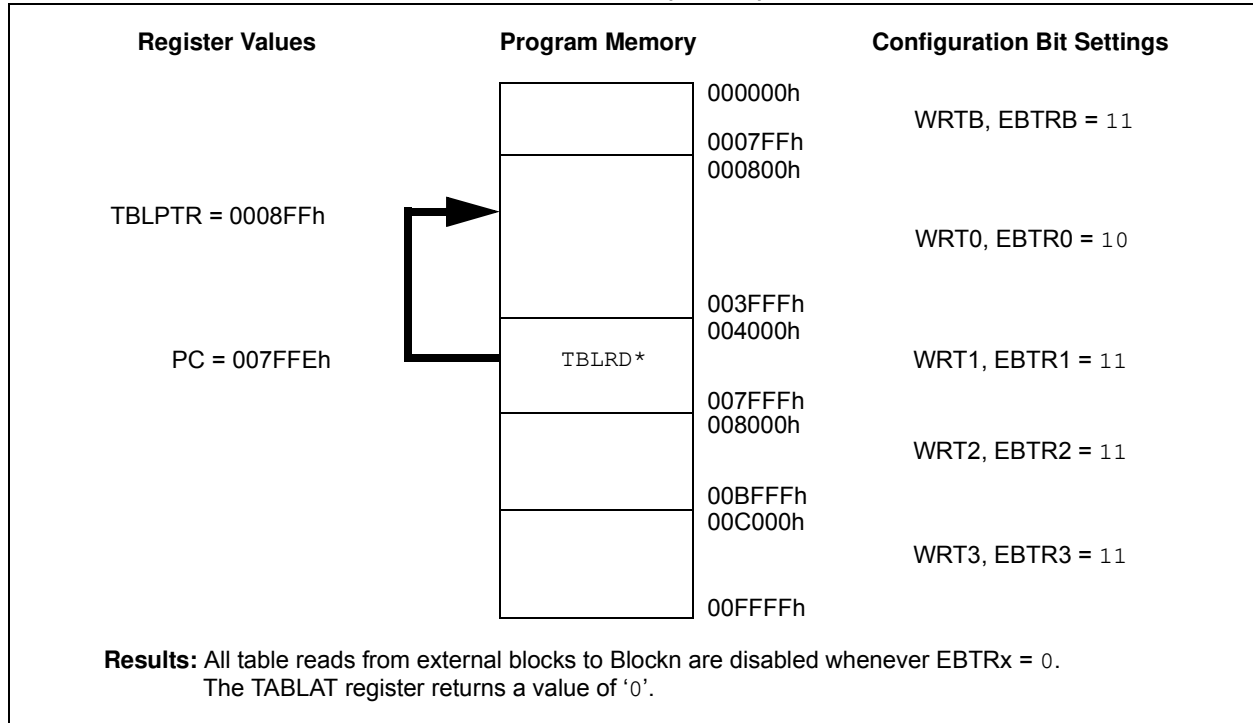 Register Values Program Memory Configuration Bit Settings
000000h
WRTB, EBTRB = 11
0007FFh
000800h
TBLPTR = 0008FFh
WRT0, EBTR0 = 10
003FFFh
004000h
PC = 007FFEh TBLRD* WRT1, EBTR1 = 11
007FFFh
008000h
WRT2, EBTR2 = 11
00BFFFh
00C000h
WRT3, EBTR3 = 11
00FFFFh
Results: All table reads from external blocks to Blockn are disabled whenever EBTRx = 0.
The TABLAT register returns a value of ‘0’.